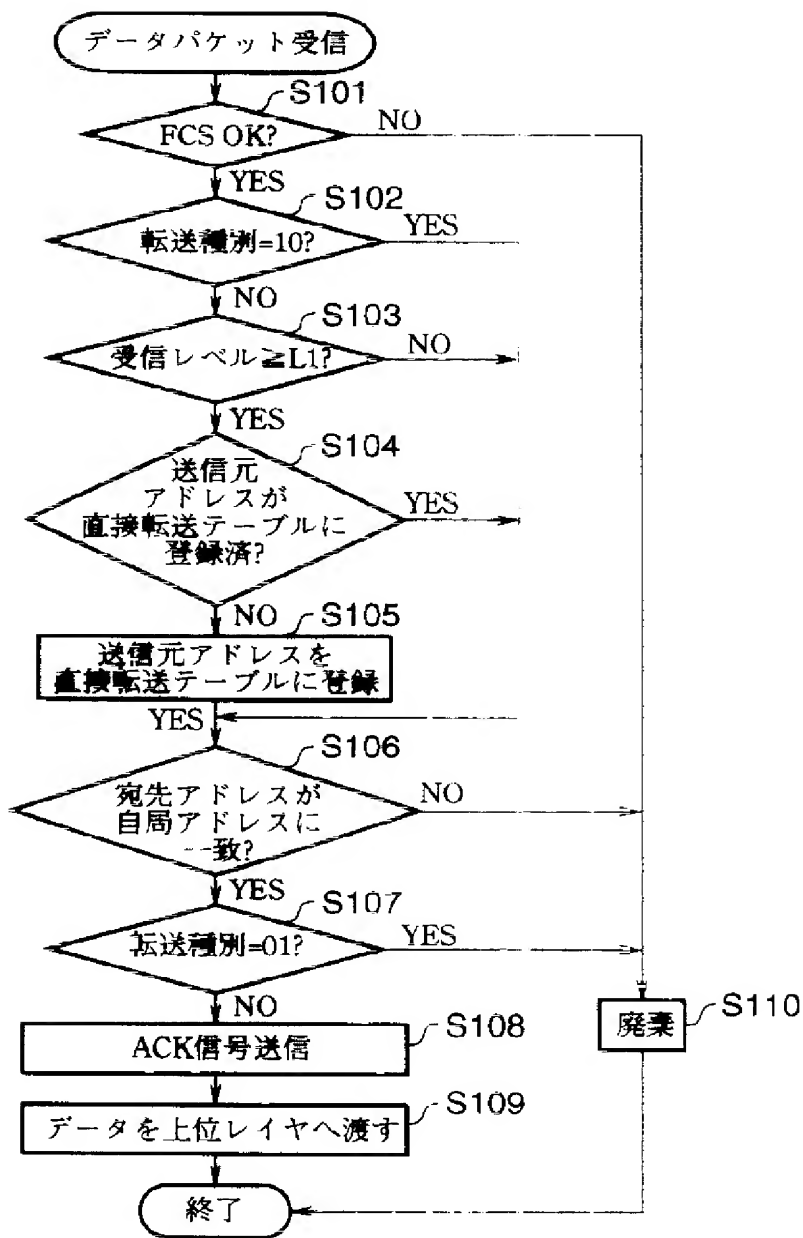 データパケット受信
S101
FCS OK?
NO
YES
S102
転送種別=10?
YES
NO
S103
受信レベル≧L1?
NO
YES
S104
送信元
アドレスが
直接転送テーブルに
登録済?
YES
NO
S105
送信元アドレスを
直接転送テーブルに登録
YES
S106
宛先アドレスが
自局アドレスに
一致?
NO
YES
S107
転送種別=01?
YES
NO
S108
ACK信号送信
S110
廃棄
S109
データを上位レイヤへ渡す
終了